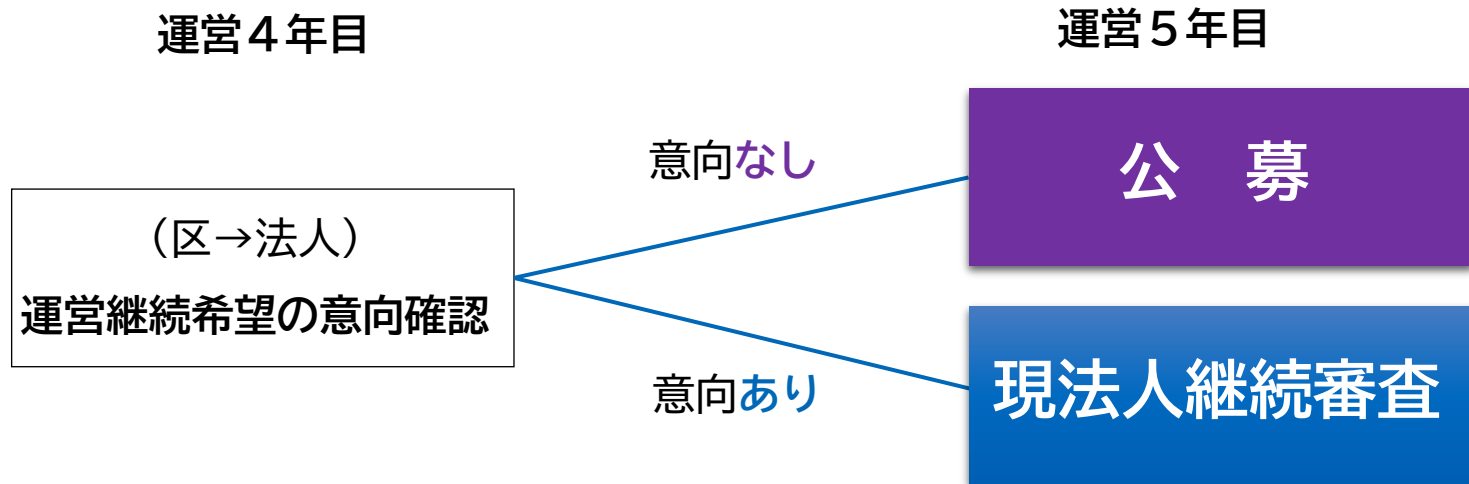 運営４年目
運営５年目
意向なし
公　募
（区→法人）
運営継続希望の意向確認
意向あり
現法人継続審査